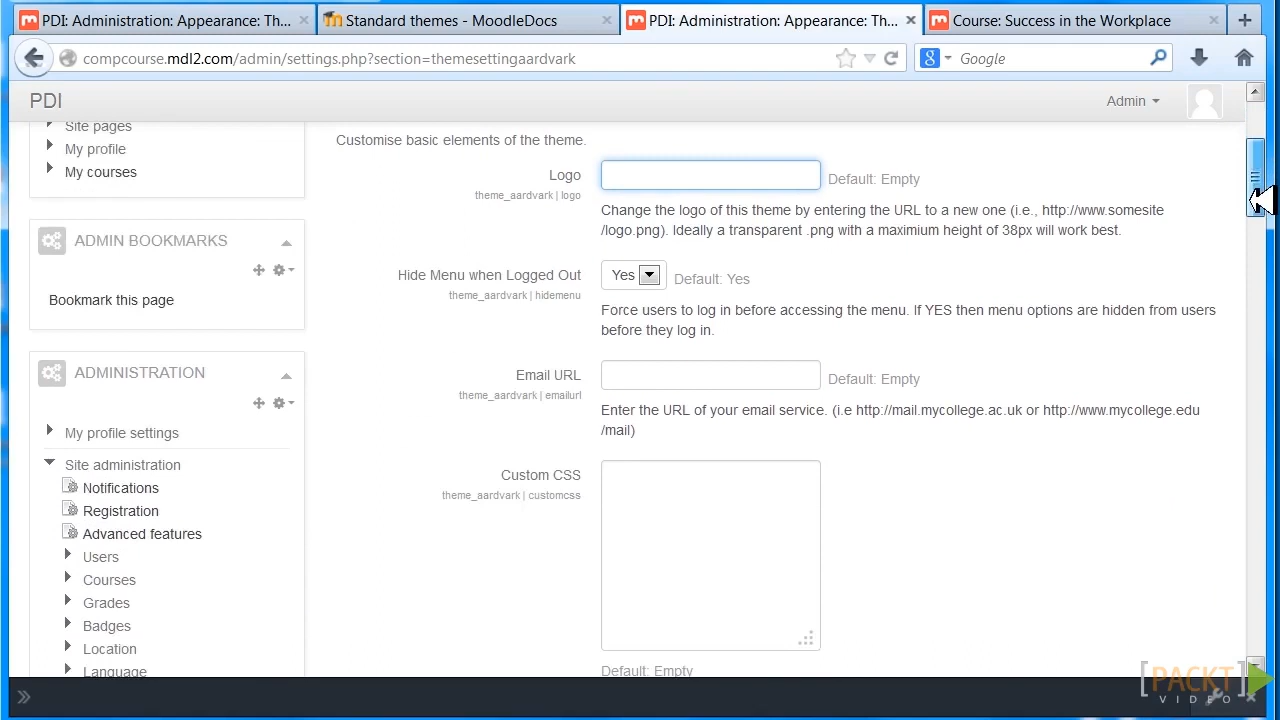 PDI: Administration: Appearance: Th...
Standard themes - MoodleDocs
PDI: Administration: Appearance: Th...
Course: Success in the Workplace
compcourse.mdl2.com/admin/settings.php?section=themesettingaardvark
Google
PDI
Admin
Site pages
My profile
My courses
ADMIN BOOKMARKS
Bookmark this page
ADMINISTRATION
My profile settings
Site administration
Notifications
Registration
Advanced features
Users
Courses
Grades
Badges
Location
Language
Customise basic elements of the theme.
Logo
theme_aardvark | logo
Default: Empty
Change the logo of this theme by entering the URL to a new one (i.e., http://www.somesite
/logo.png). Ideally a transparent .png with a maximium height of 38px will work best.
Hide Menu when Logged Out
theme_aardvark | hidemenu
Yes
Default: Yes
Force users to log in before accessing the menu. If YES then menu options are hidden from users
before they log in.
Email URL
theme_aardvark | emailurl
Default: Empty
Enter the URL of your email service. (i.e http://mail.mycollege.ac.uk or http://www.mycollege.edu
/mail)
Custom CSS
theme_aardvark | customcss
Default: Empty
[PACKT]
VIDEO